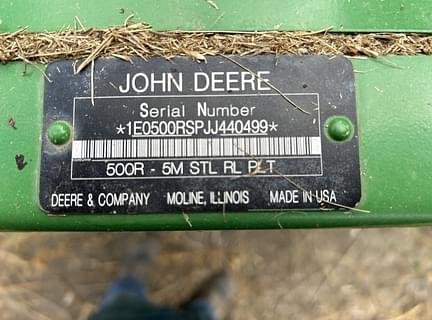 JOHN DEERE
Serial Number
*1E0500RSPJJ440499*
500R - 5M STL RL PLT
DEERE & COMPANY MOLINE, ILLINOIS MADE IN USA